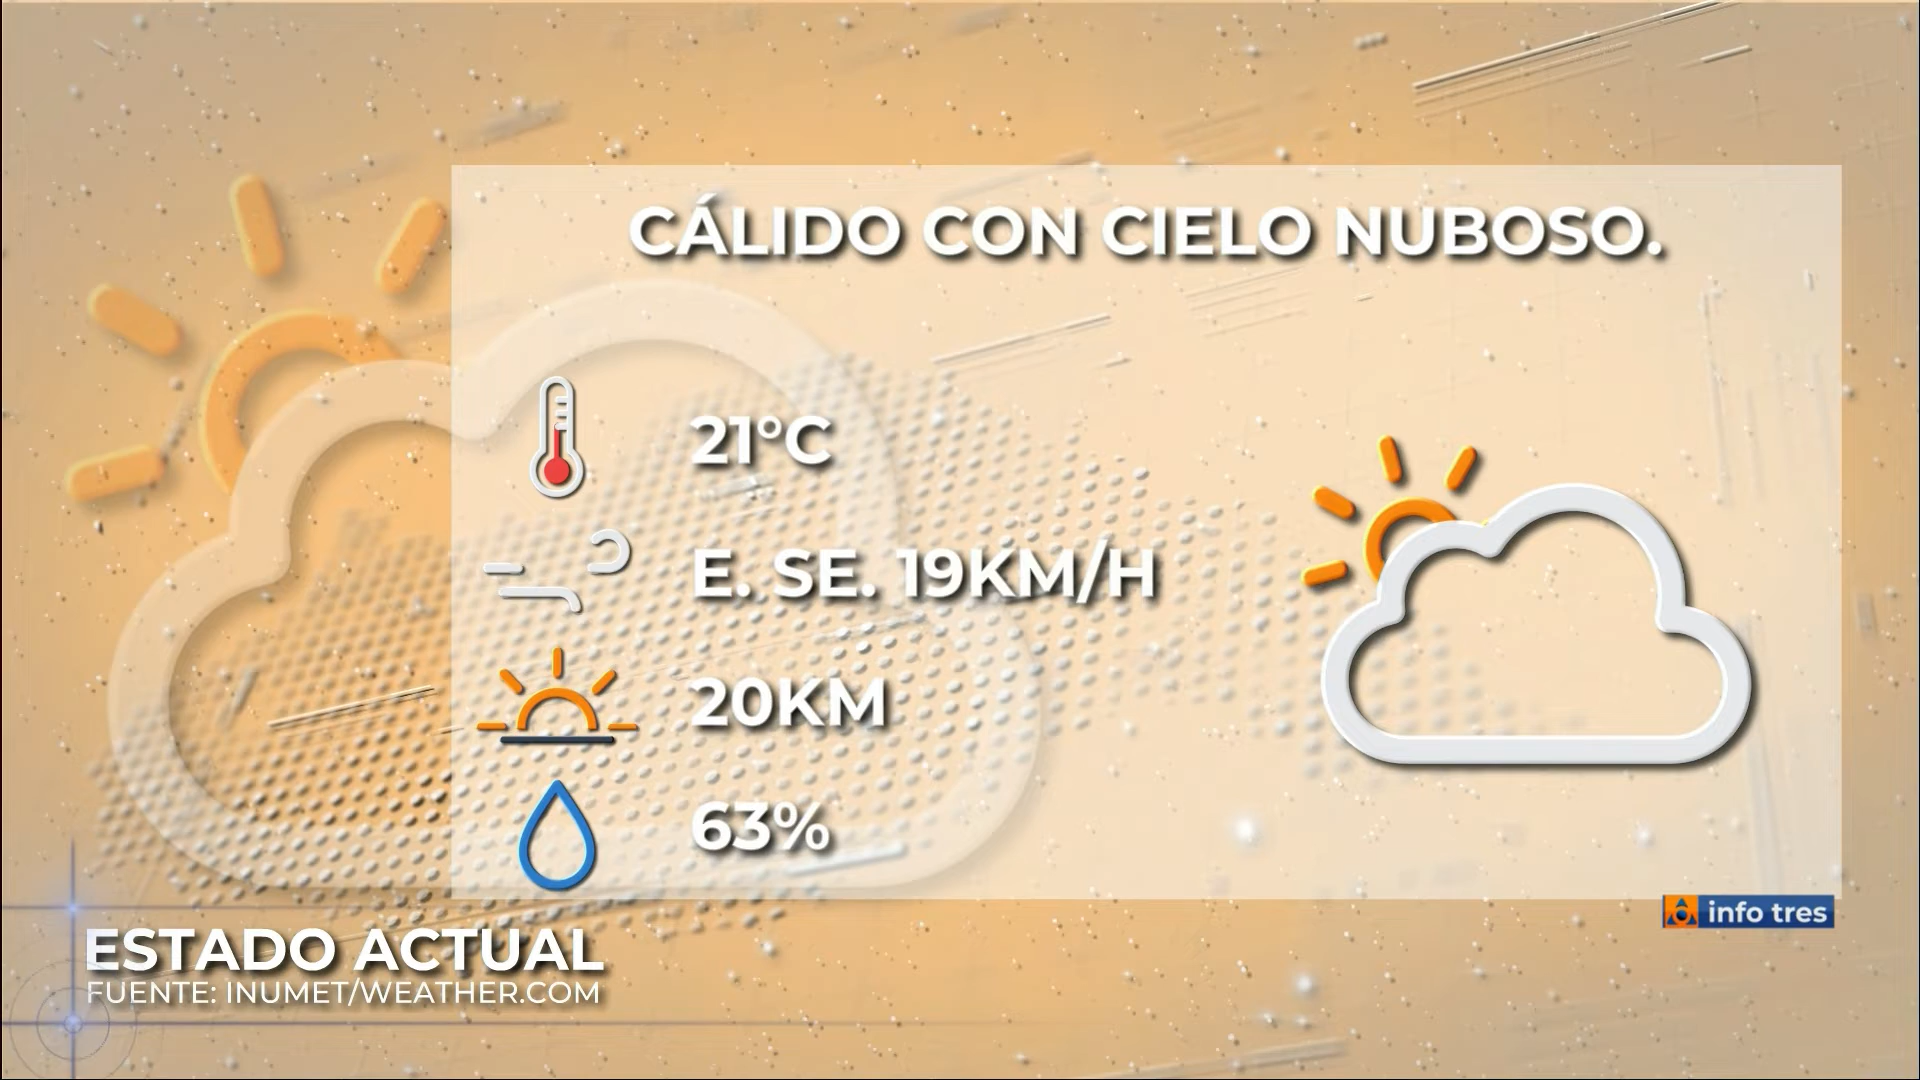 CÁLIDO CON CIELO NUBOSO.
21°C
E. SE. 19KM/H
20KM
63%
info tres
ESTADO ACTUAL
FUENTE: INUMET/WEATHER.COM